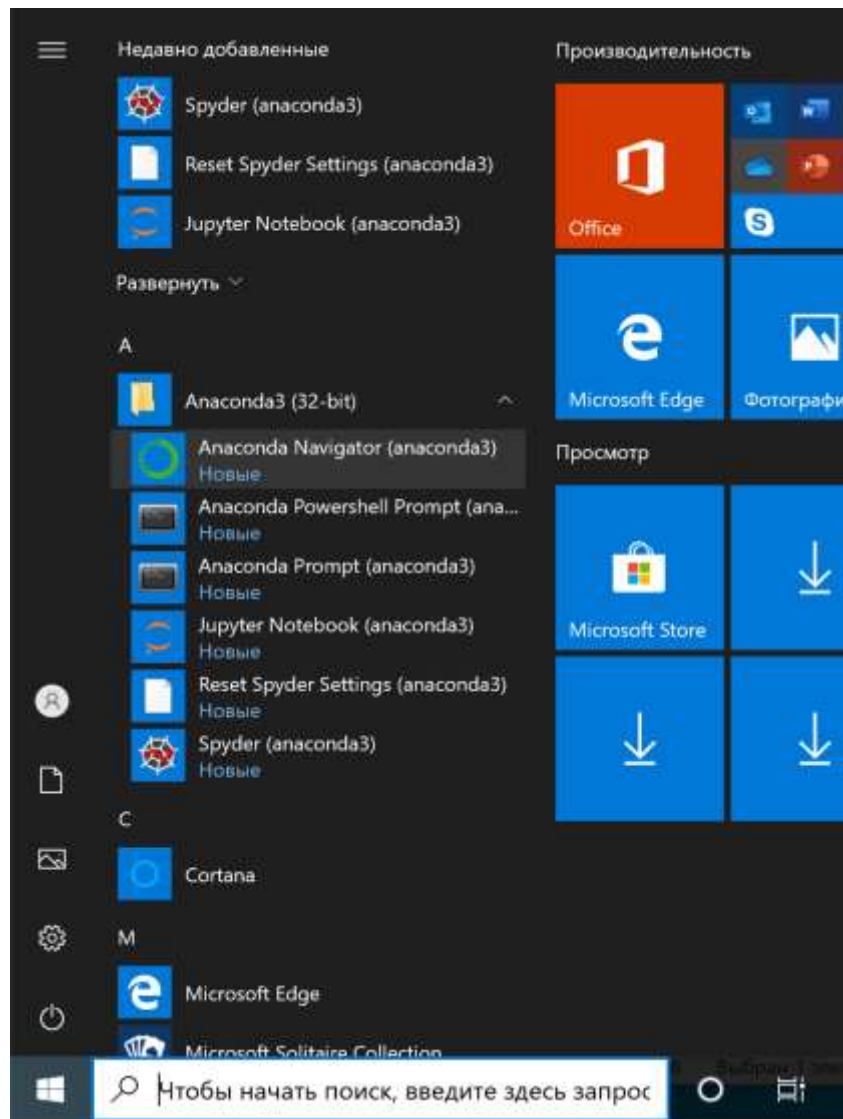 Недавно добавленные
Spyder (anaconda3)
Reset Spyder Settings (anaconda3)
Jupyter Notebook (anaconda3)
Развернуть
A
Anaconda3 (32-bit)
Anaconda Navigator (anaconda3)
Новые
Anaconda Powershell Prompt (ana...
Новые
Anaconda Prompt (anaconda3)
Новые
Jupyter Notebook (anaconda3)
Новые
Reset Spyder Settings (anaconda3)
Новые
Spyder (anaconda3)
Новые
C
Cortana
M
Microsoft Edge
Microsoft Solitaire Collection
Производительность
Office
Microsoft Edge
Фотографи
Просмотр
Microsoft Store
Чтобы начать поиск, введите здесь запрос